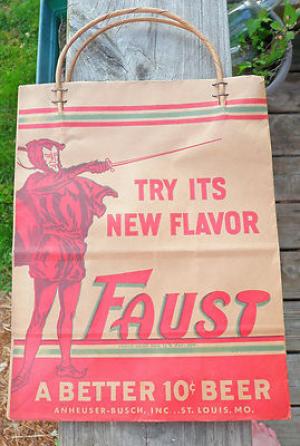 TRY ITS
NEW FLAVOR
FAUST
A BETTER 10¢ BEER
ANHEUSER-BUSCH, INC...ST. LOUIS, MO.